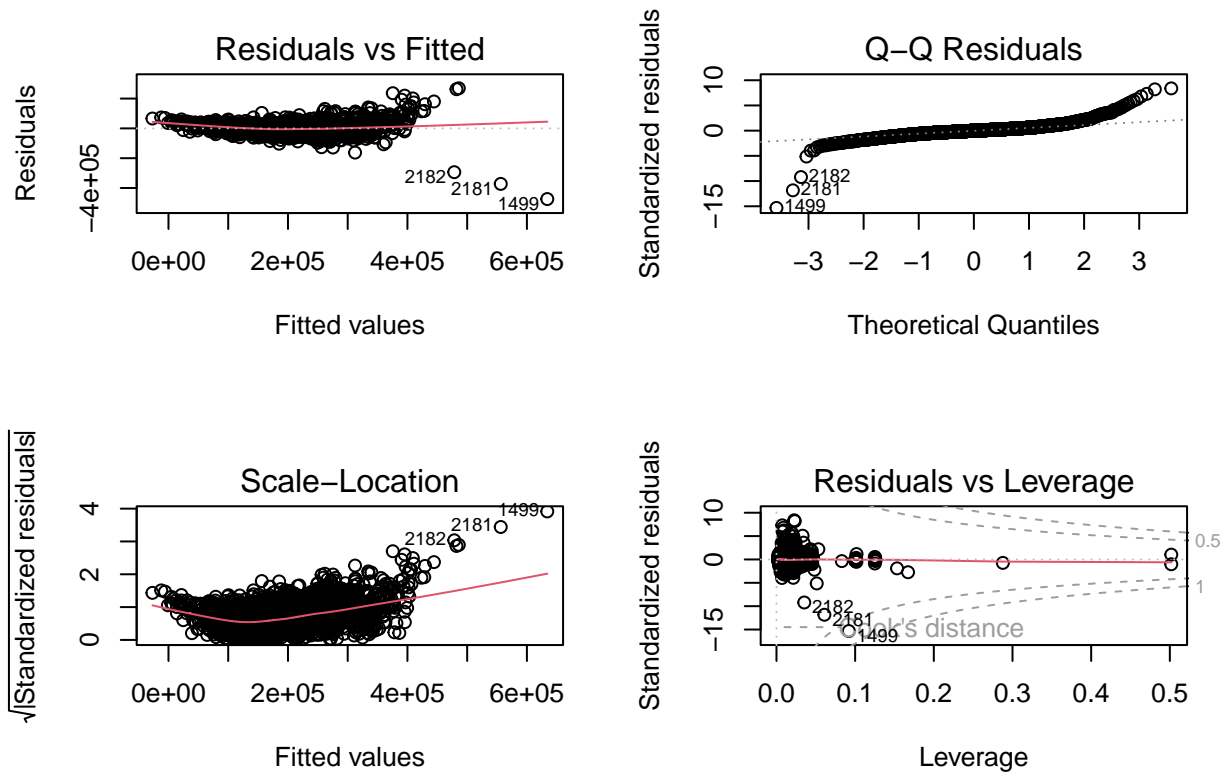 Residuals vs Fitted
Residuals
−4e+05
2182
2181
1499
0e+00 2e+05 4e+05 6e+05
Fitted values
Q−Q Residuals
Standardized residuals
10
0
−15
2182
2181
1499
−3 −2 −1 0 1 2 3
Theoretical Quantiles
Scale−Location
√|Standardized residuals|
4
2
0
1499
2181
2182
0e+00 2e+05 4e+05 6e+05
Fitted values
Residuals vs Leverage
Standardized residuals
10
0
−15
0.5
1
2182
2181
1499
Cook's distance
0.0 0.1 0.2 0.3 0.4 0.5
Leverage